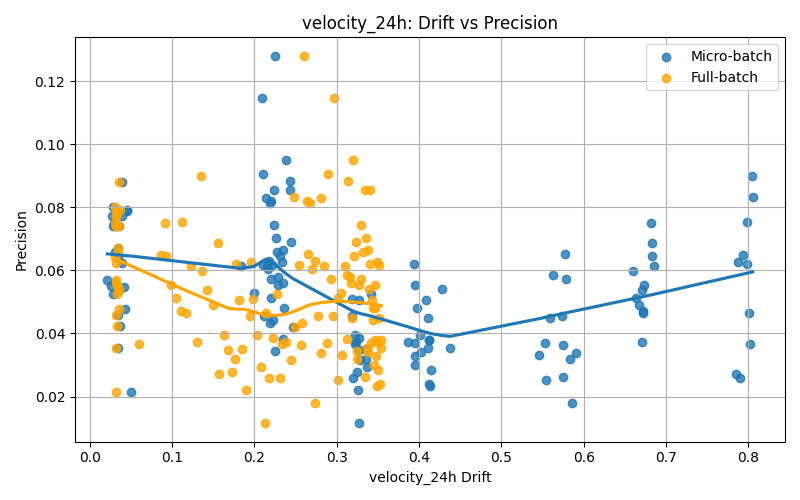 velocity_24h: Drift vs Precision
Micro-batch
Full-batch
Precision
0.12
0.10
0.08
0.06
0.04
0.02
0.0 0.1 0.2 0.3 0.4 0.5 0.6 0.7 0.8
velocity_24h Drift